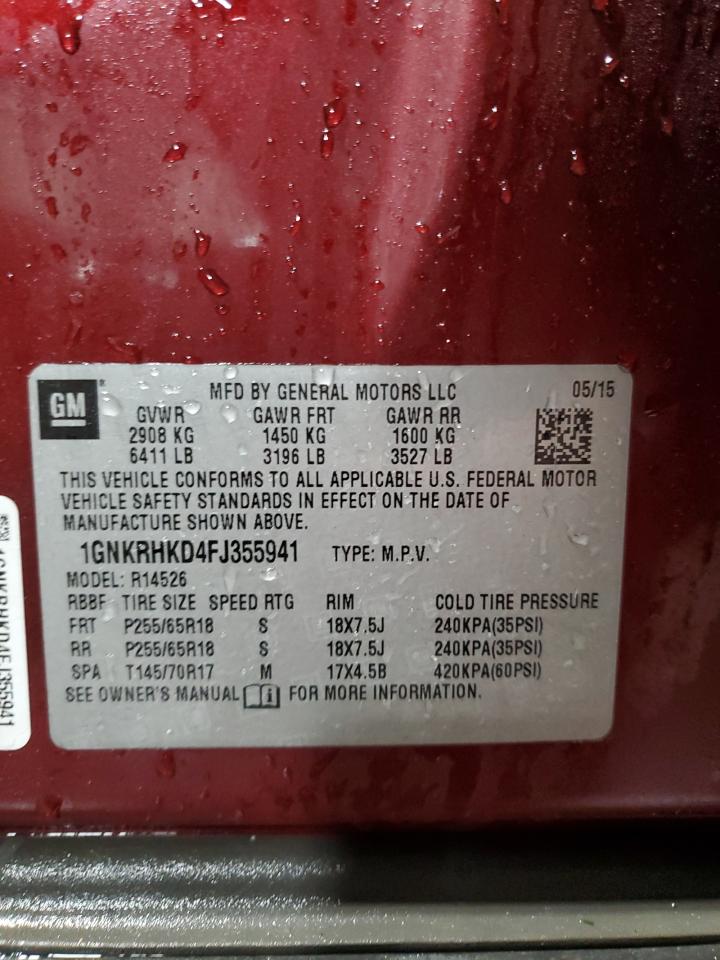 GM ®
MFD BY GENERAL MOTORS LLC 05/15
GVWR GAWR FRT GAWR RR
2908 KG 1450 KG 1600 KG
6411 LB 3196 LB 3527 LB
THIS VEHICLE CONFORMS TO ALL APPLICABLE U.S. FEDERAL MOTOR
VEHICLE SAFETY STANDARDS IN EFFECT ON THE DATE OF
MANUFACTURE SHOWN ABOVE.
1GNKRHKD4FJ355941 TYPE: M.P.V.
MODEL: R14526
RBBF TIRE SIZE SPEED RTG RIM COLD TIRE PRESSURE
FRT P255/65R18 S 18X7.5J 240KPA(35PSI)
RR P255/65R18 S 18X7.5J 240KPA(35PSI)
SPA T145/70R17 M 17X4.5B 420KPA(60PSI)
SEE OWNER'S MANUAL FOR MORE INFORMATION.
1GNKRHKD4FJ355941